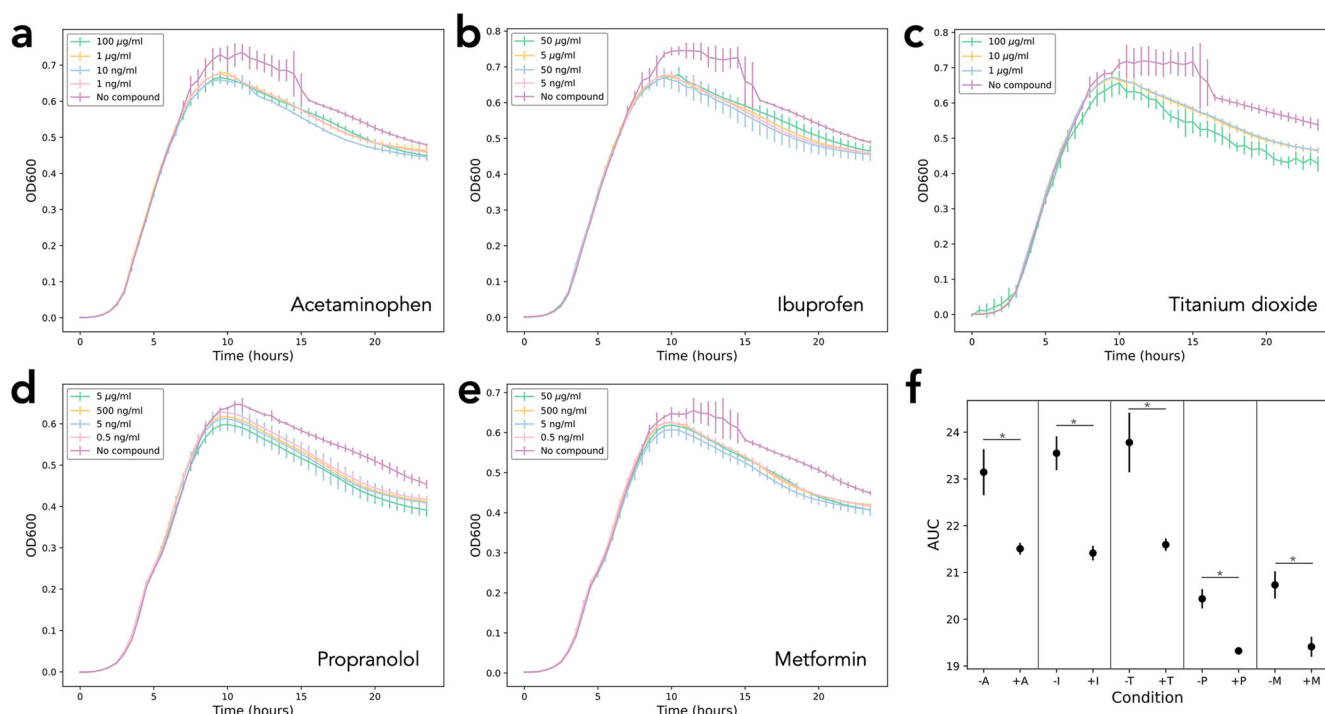 a
100 µg/ml
1 µg/ml
10 ng/ml
1 ng/ml
No compound
0.7
0.6
0.5
0.4
0.3
0.2
0.1
0.0
OD600
0 5 10 15 20
Time (hours)
Acetaminophen
b
50 µg/ml
5 µg/ml
50 ng/ml
5 ng/ml
No compound
0.8
0.7
0.6
0.5
0.4
0.3
0.2
0.1
0.0
OD600
0 5 10 15 20
Time (hours)
Ibuprofen
c
100 µg/ml
10 µg/ml
1 µg/ml
No compound
0.8
0.7
0.6
0.5
0.4
0.3
0.2
0.1
0.0
OD600
0 5 10 15 20
Time (hours)
Titanium dioxide
d
5 µg/ml
500 ng/ml
5 ng/ml
0.5 ng/ml
No compound
0.6
0.5
0.4
0.3
0.2
0.1
0.0
OD600
0 5 10 15 20
Time (hours)
Propranolol
e
50 µg/ml
500 ng/ml
5 ng/ml
0.5 ng/ml
No compound
0.7
0.6
0.5
0.4
0.3
0.2
0.1
0.0
OD600
0 5 10 15 20
Time (hours)
Metformin
f
* * * * *
24
23
22
21
20
19
AUC
-A +A -I +I -T +T -P +P -M +M
Condition